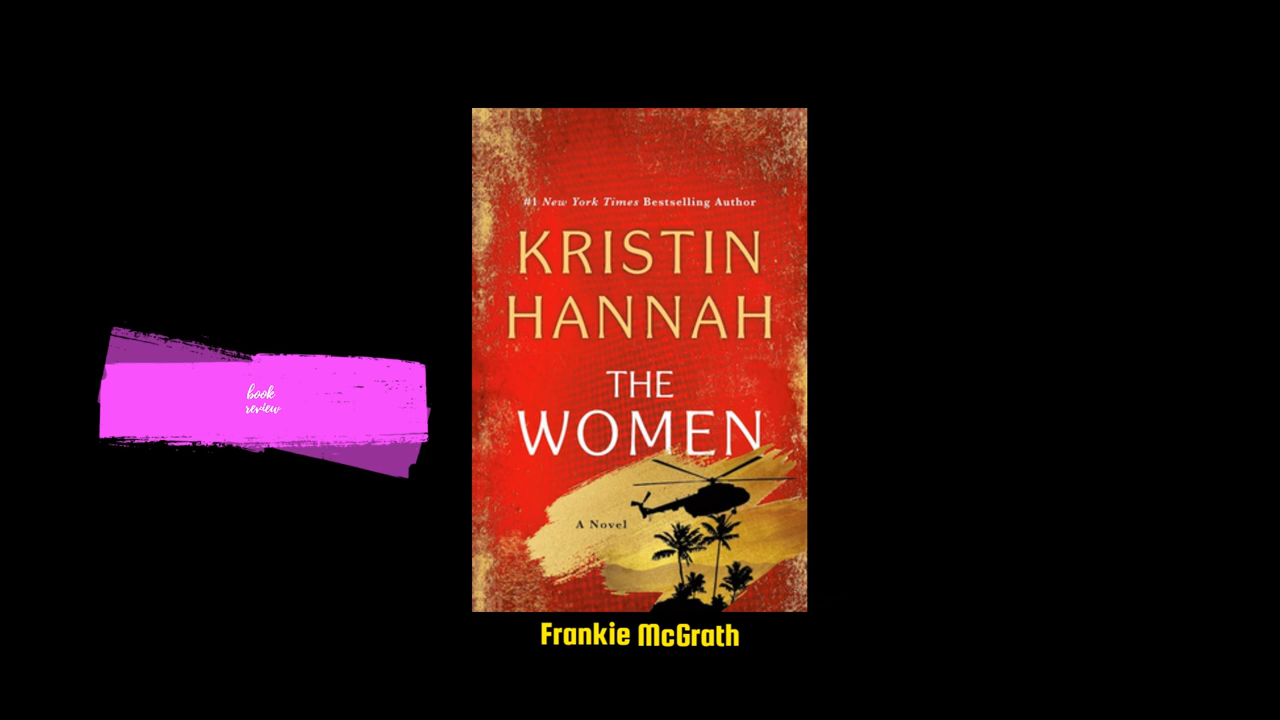 book
review
#1 New York Times Bestselling Author
KRISTIN
HANNAH
THE
WOMEN
A Novel
Frankie McGrath